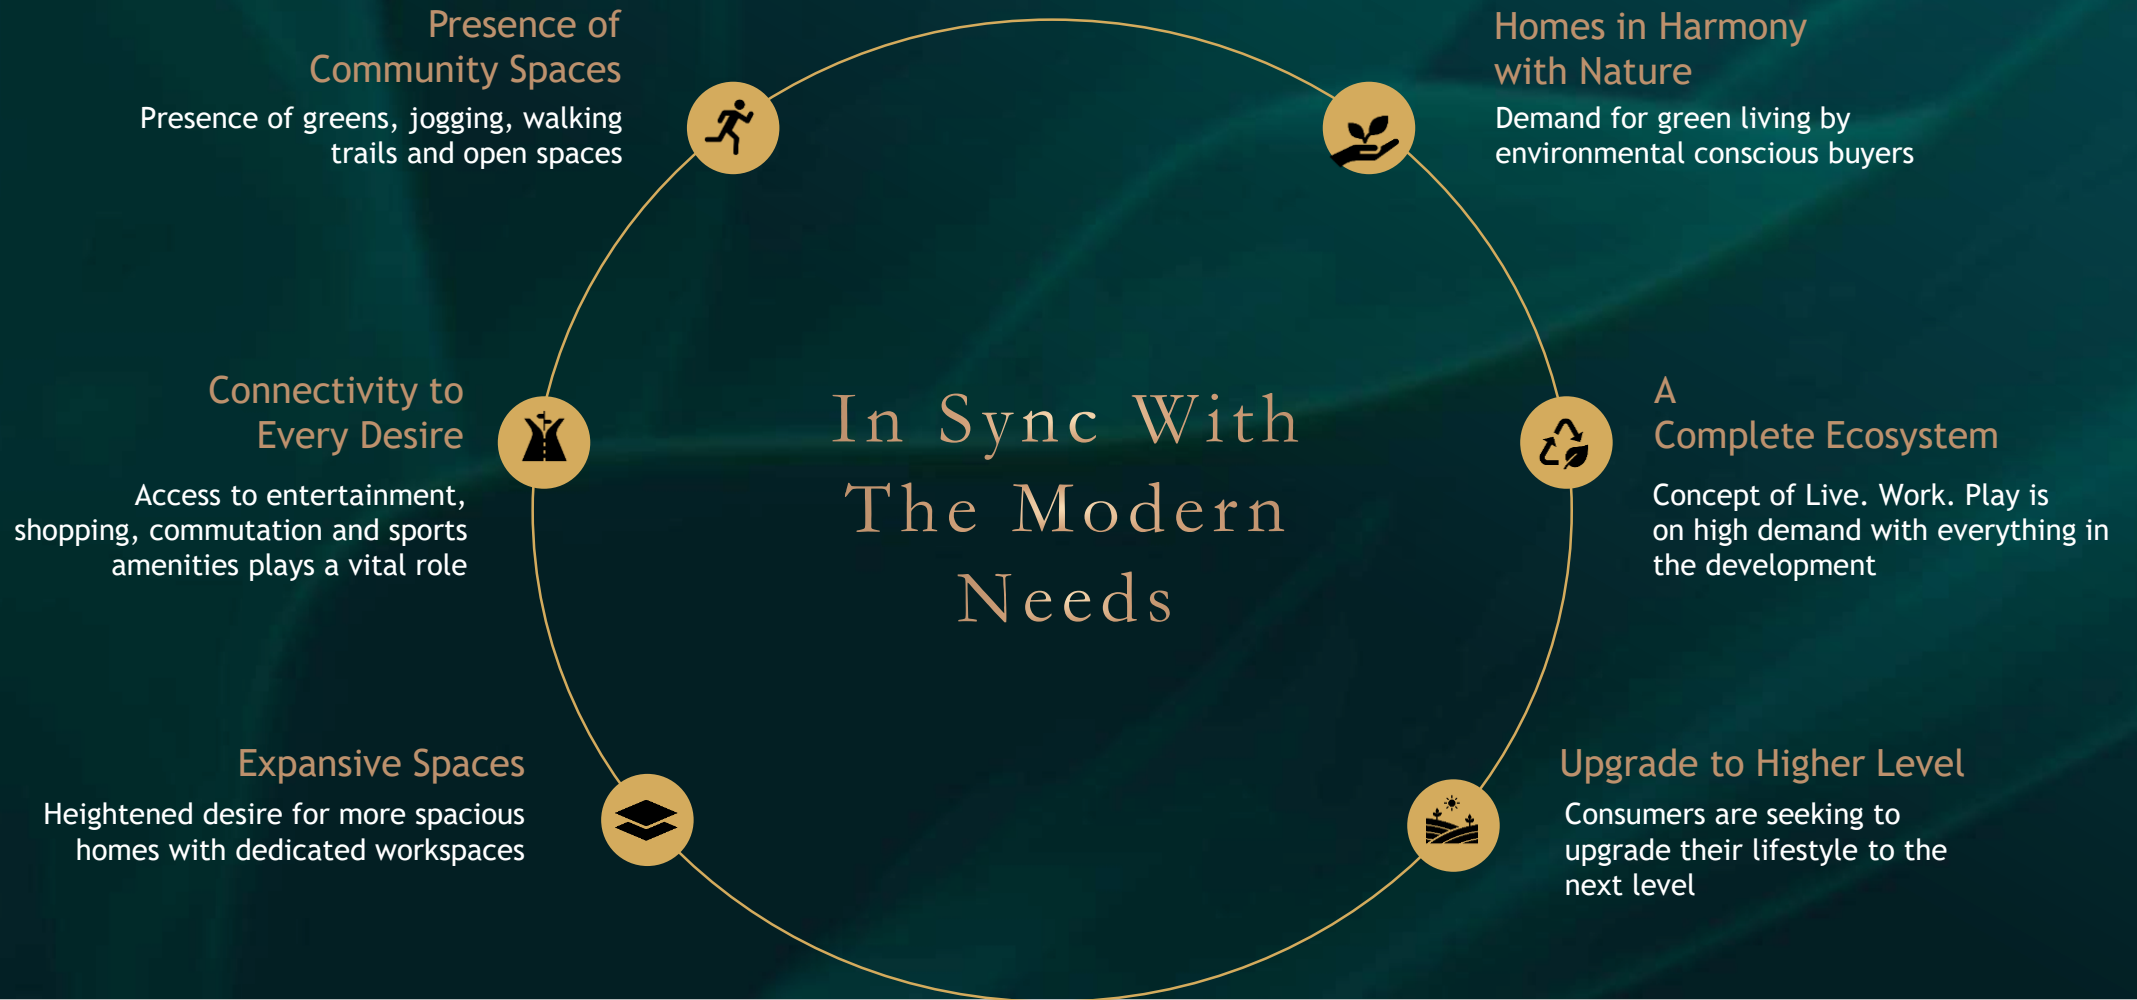 Presence of
Community Spaces
Presence of greens, jogging, walking
trails and open spaces
Homes in Harmony
with Nature
Demand for green living by
environmental conscious buyers
Connectivity to
Every Desire
Access to entertainment,
shopping, commutation and sports
amenities plays a vital role
In Sync With
The Modern
Needs
A
Complete Ecosystem
Concept of Live. Work. Play is
on high demand with everything in
the development
Expansive Spaces
Heightened desire for more spacious
homes with dedicated workspaces
Upgrade to Higher Level
Consumers are seeking to
upgrade their lifestyle to the
next level